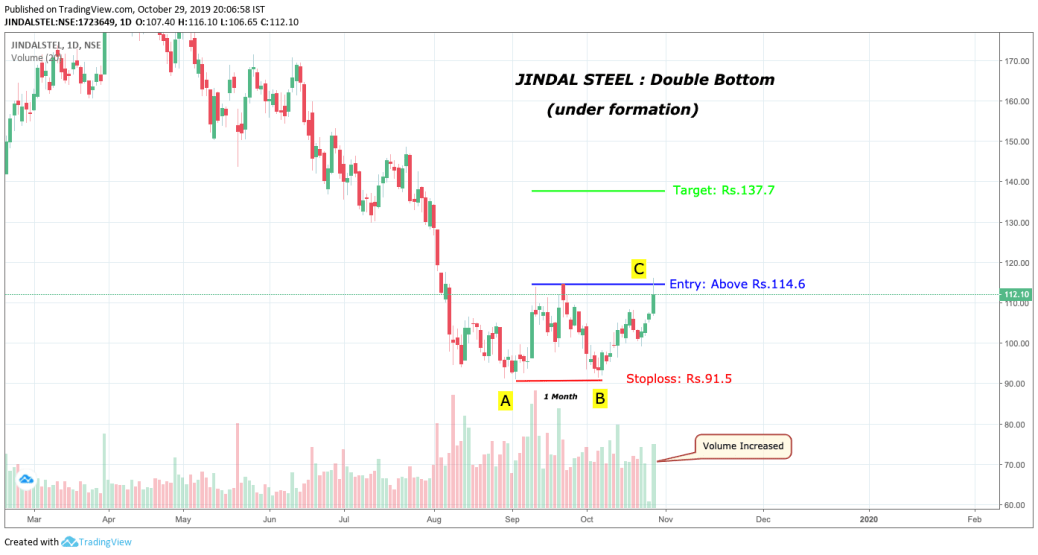 Published on TradingView.com, October 29, 2019 20:06:58 IST
JINDALSTEL:NSE:1723649, 1D O:107.40 H:116.10 L:106.65 C:112.10
JINDALSTEL, 1D, NSE
Volume (20)
JINDAL STEEL : Double Bottom
(under formation)
170.00
160.00
150.00
140.00
Target: Rs.137.7
130.00
120.00
C
Entry: Above Rs.114.6
112.10
110.00
100.00
Stoploss: Rs.91.5
90.00
A
1 Month
B
80.00
Volume Increased
70.00
60.00
Mar Apr May Jun Jul Aug Sep Oct Nov Dec 2020 Feb
Created with TradingView